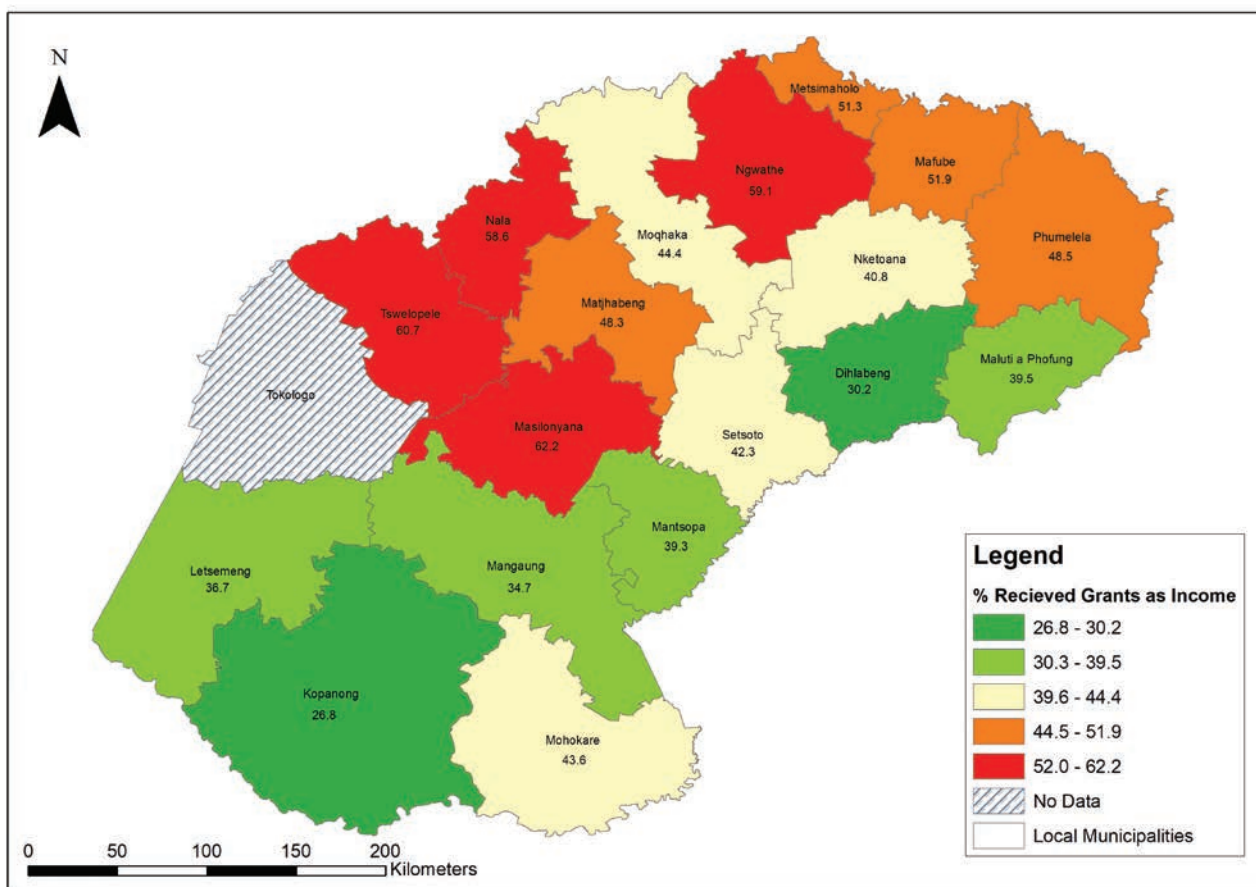 N
Metsimaholo
51.3
Ngwathe
59.1
Mafube
51.9
Nala
58.6
Moqhaka
44.4
Phumelela
48.5
Nketoana
40.8
Tswelopele
60.7
Matjhabeng
48.3
Dihlabeng
30.2
Maluti a Phofung
39.5
Tokologo
Masilonyana
62.2
Setsoto
42.3
Mantsopa
39.3
Letsemeng
36.7
Mangaung
34.7
Kopanong
26.8
Mohokare
43.6
Legend
% Recieved Grants as Income
26.8 - 30.2
30.3 - 39.5
39.6 - 44.4
44.5 - 51.9
52.0 - 62.2
No Data
Local Municipalities
0 50 100 150 200
Kilometers